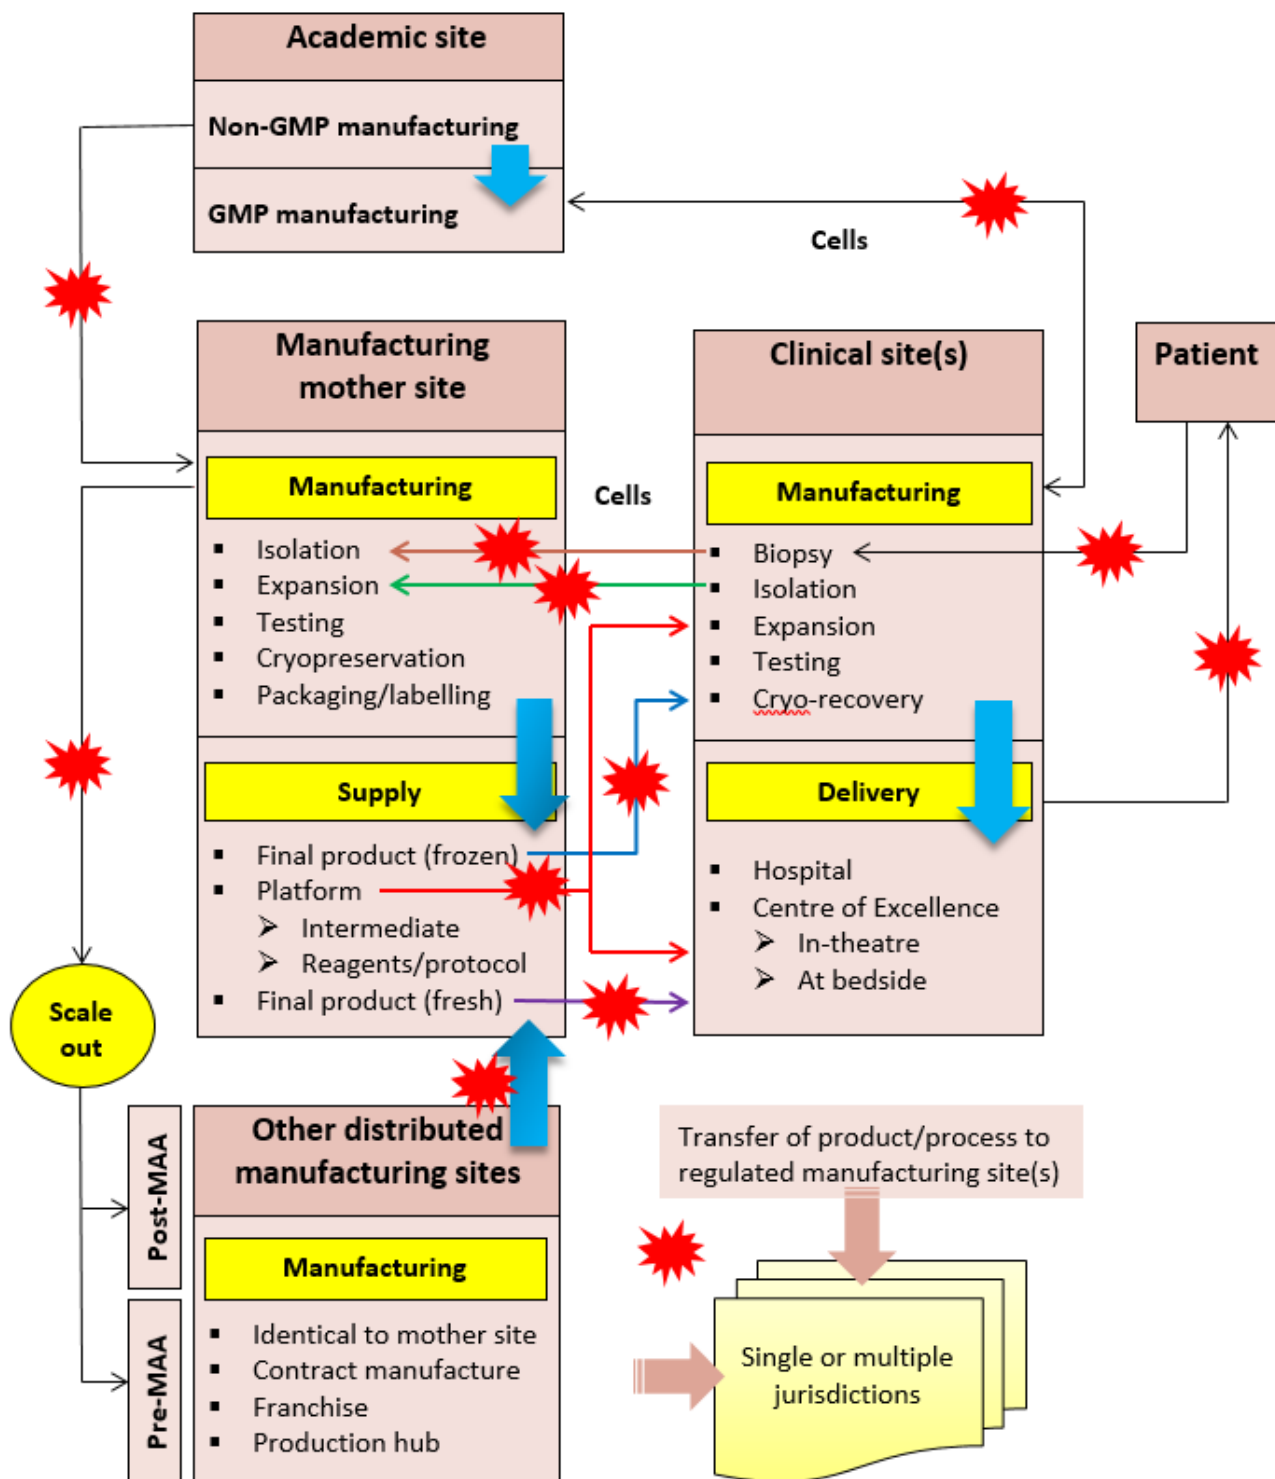 Academic site
Non-GMP manufacturing
GMP manufacturing
Cells
Manufacturing
mother site
Manufacturing
Isolation
Expansion
Testing
Cryopreservation
Packaging/labelling
Supply
Final product (frozen)
Platform
Intermediate
Reagents/protocol
Final product (fresh)
Cells
Clinical site(s)
Manufacturing
Biopsy
Isolation
Expansion
Testing
Cryo-recovery
Delivery
Hospital
Centre of Excellence
In-theatre
At bedside
Patient
Scale
out
Post-MAA
Pre-MAA
Other distributed
manufacturing sites
Manufacturing
Identical to mother site
Contract manufacture
Franchise
Production hub
Transfer of product/process to
regulated manufacturing site(s)
Single or multiple
jurisdictions